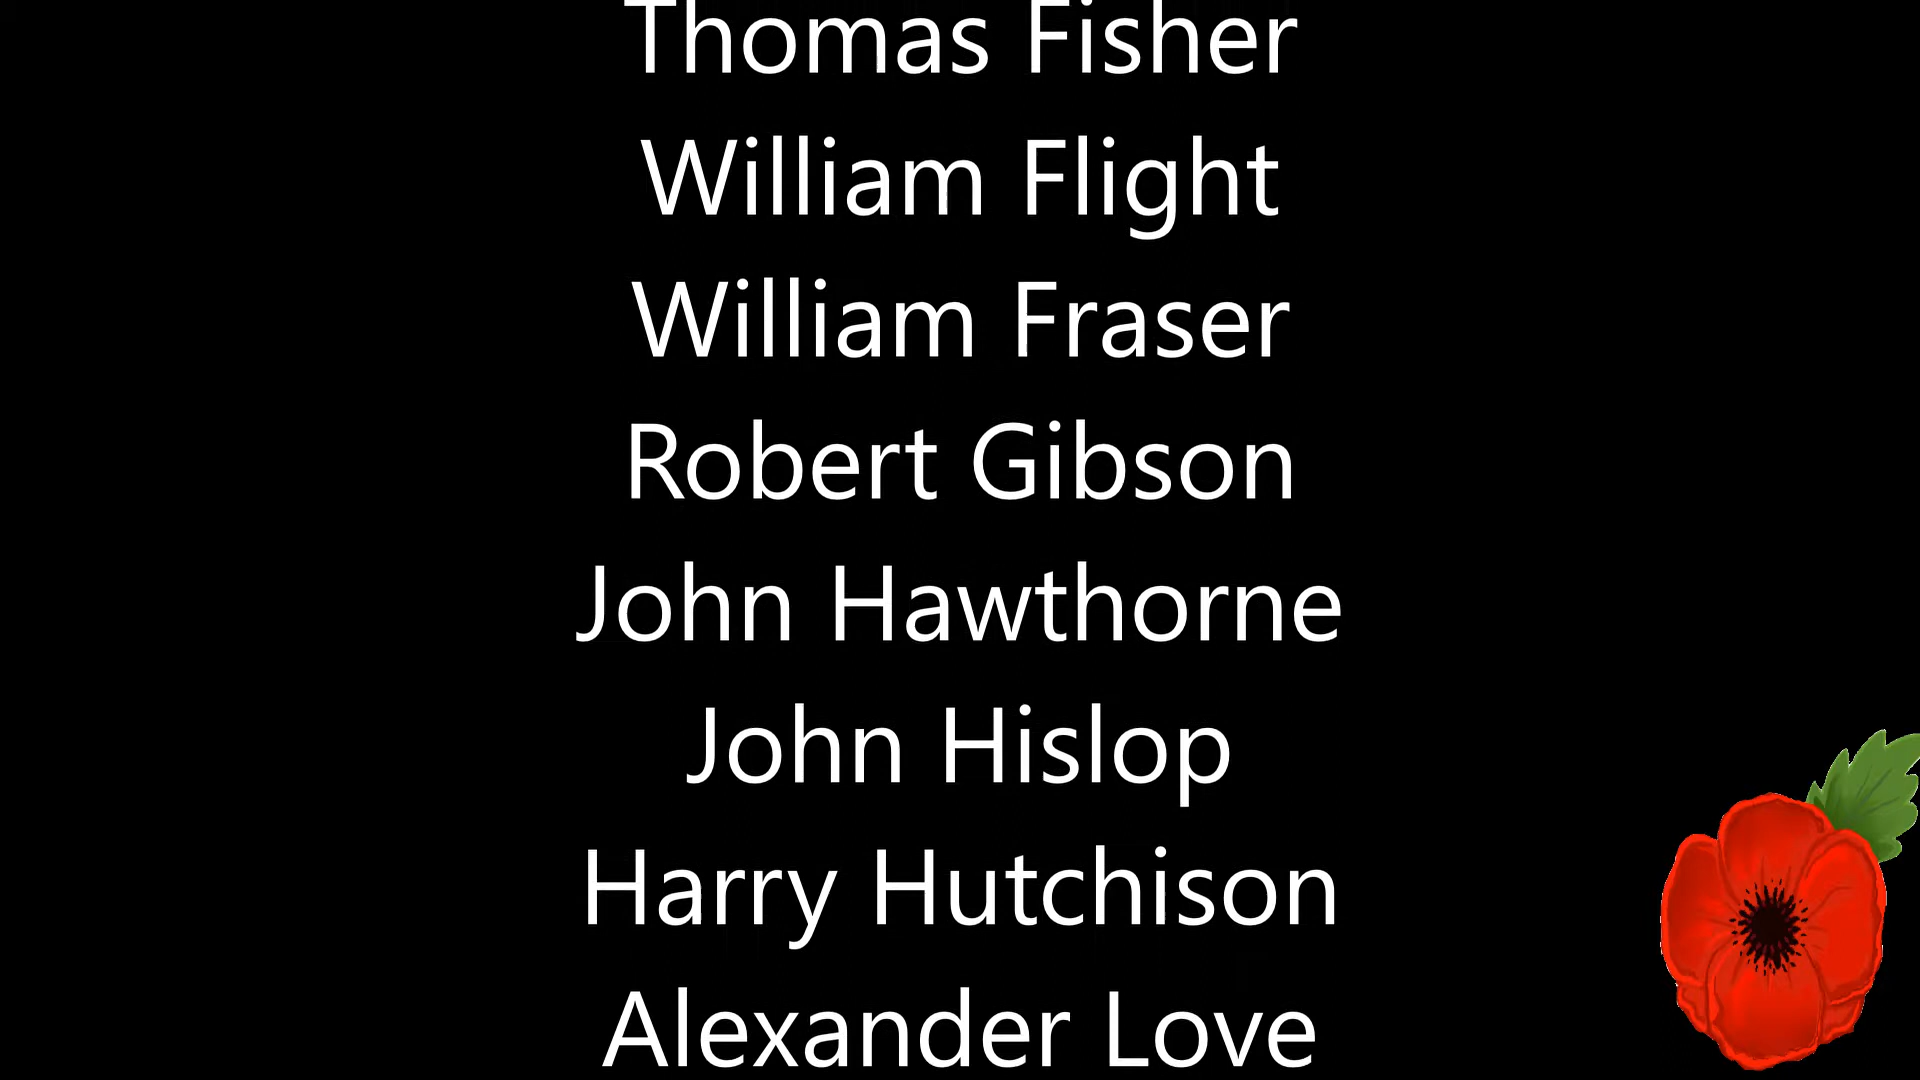 Thomas Fisher
William Flight
William Fraser
Robert Gibson
John Hawthorne
John Hislop
Harry Hutchison
Alexander Love